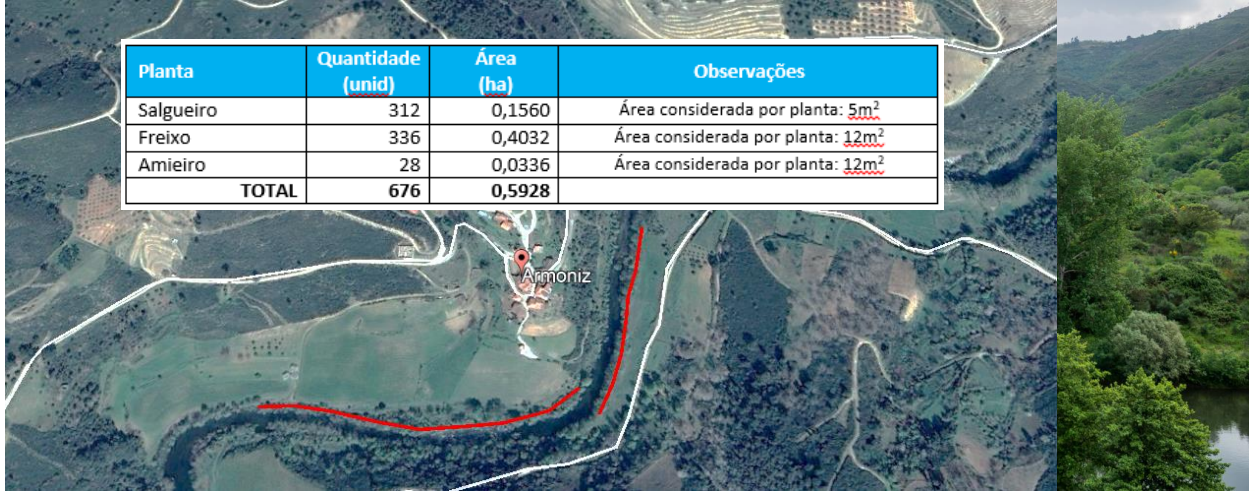 Planta Quantidade (unid) Área (ha) Observações
Salgueiro 312 0,1560 Área considerada por planta: 5m²
Freixo 336 0,4032 Área considerada por planta: 12m²
Amieiro 28 0,0336 Área considerada por planta: 12m²
TOTAL 676 0,5928
Armoniz